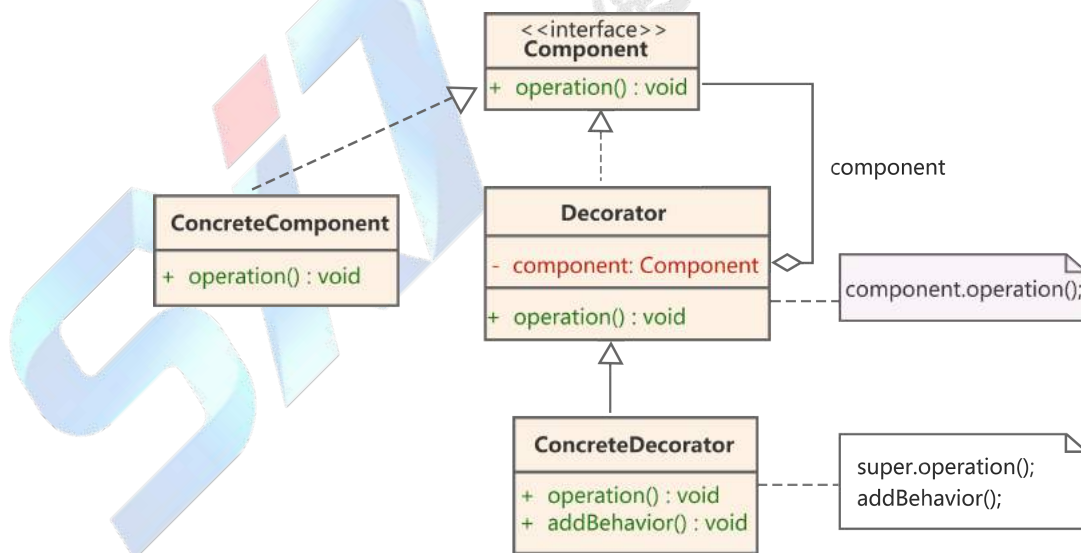 <<interface>>
Component
+ operation() : void
component
ConcreteComponent
+ operation() : void
Decorator
- component: Component
+ operation() : void
component.operation();
ConcreteDecorator
+ operation() : void
+ addBehavior() : void
super.operation();
addBehavior();